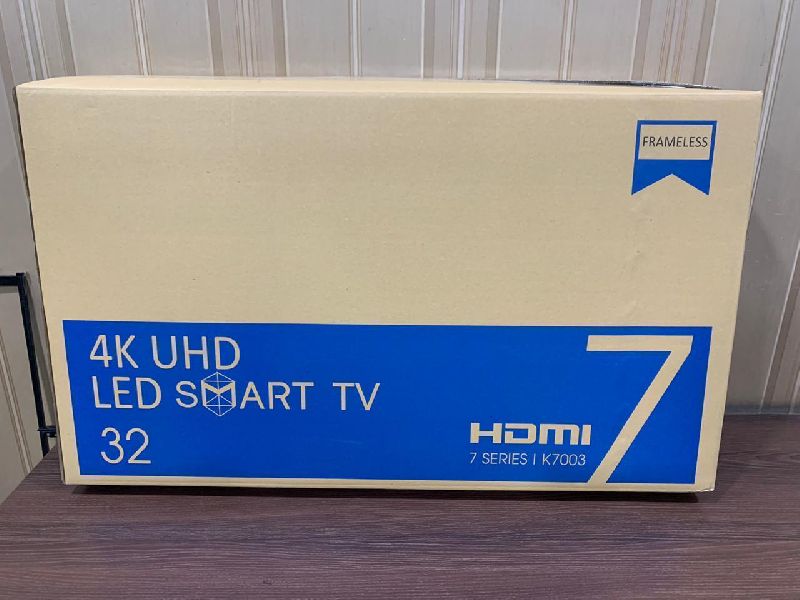 FRAMELESS
4K UHD
LED SMART TV
32
HDMI
7 SERIES | K7003
7